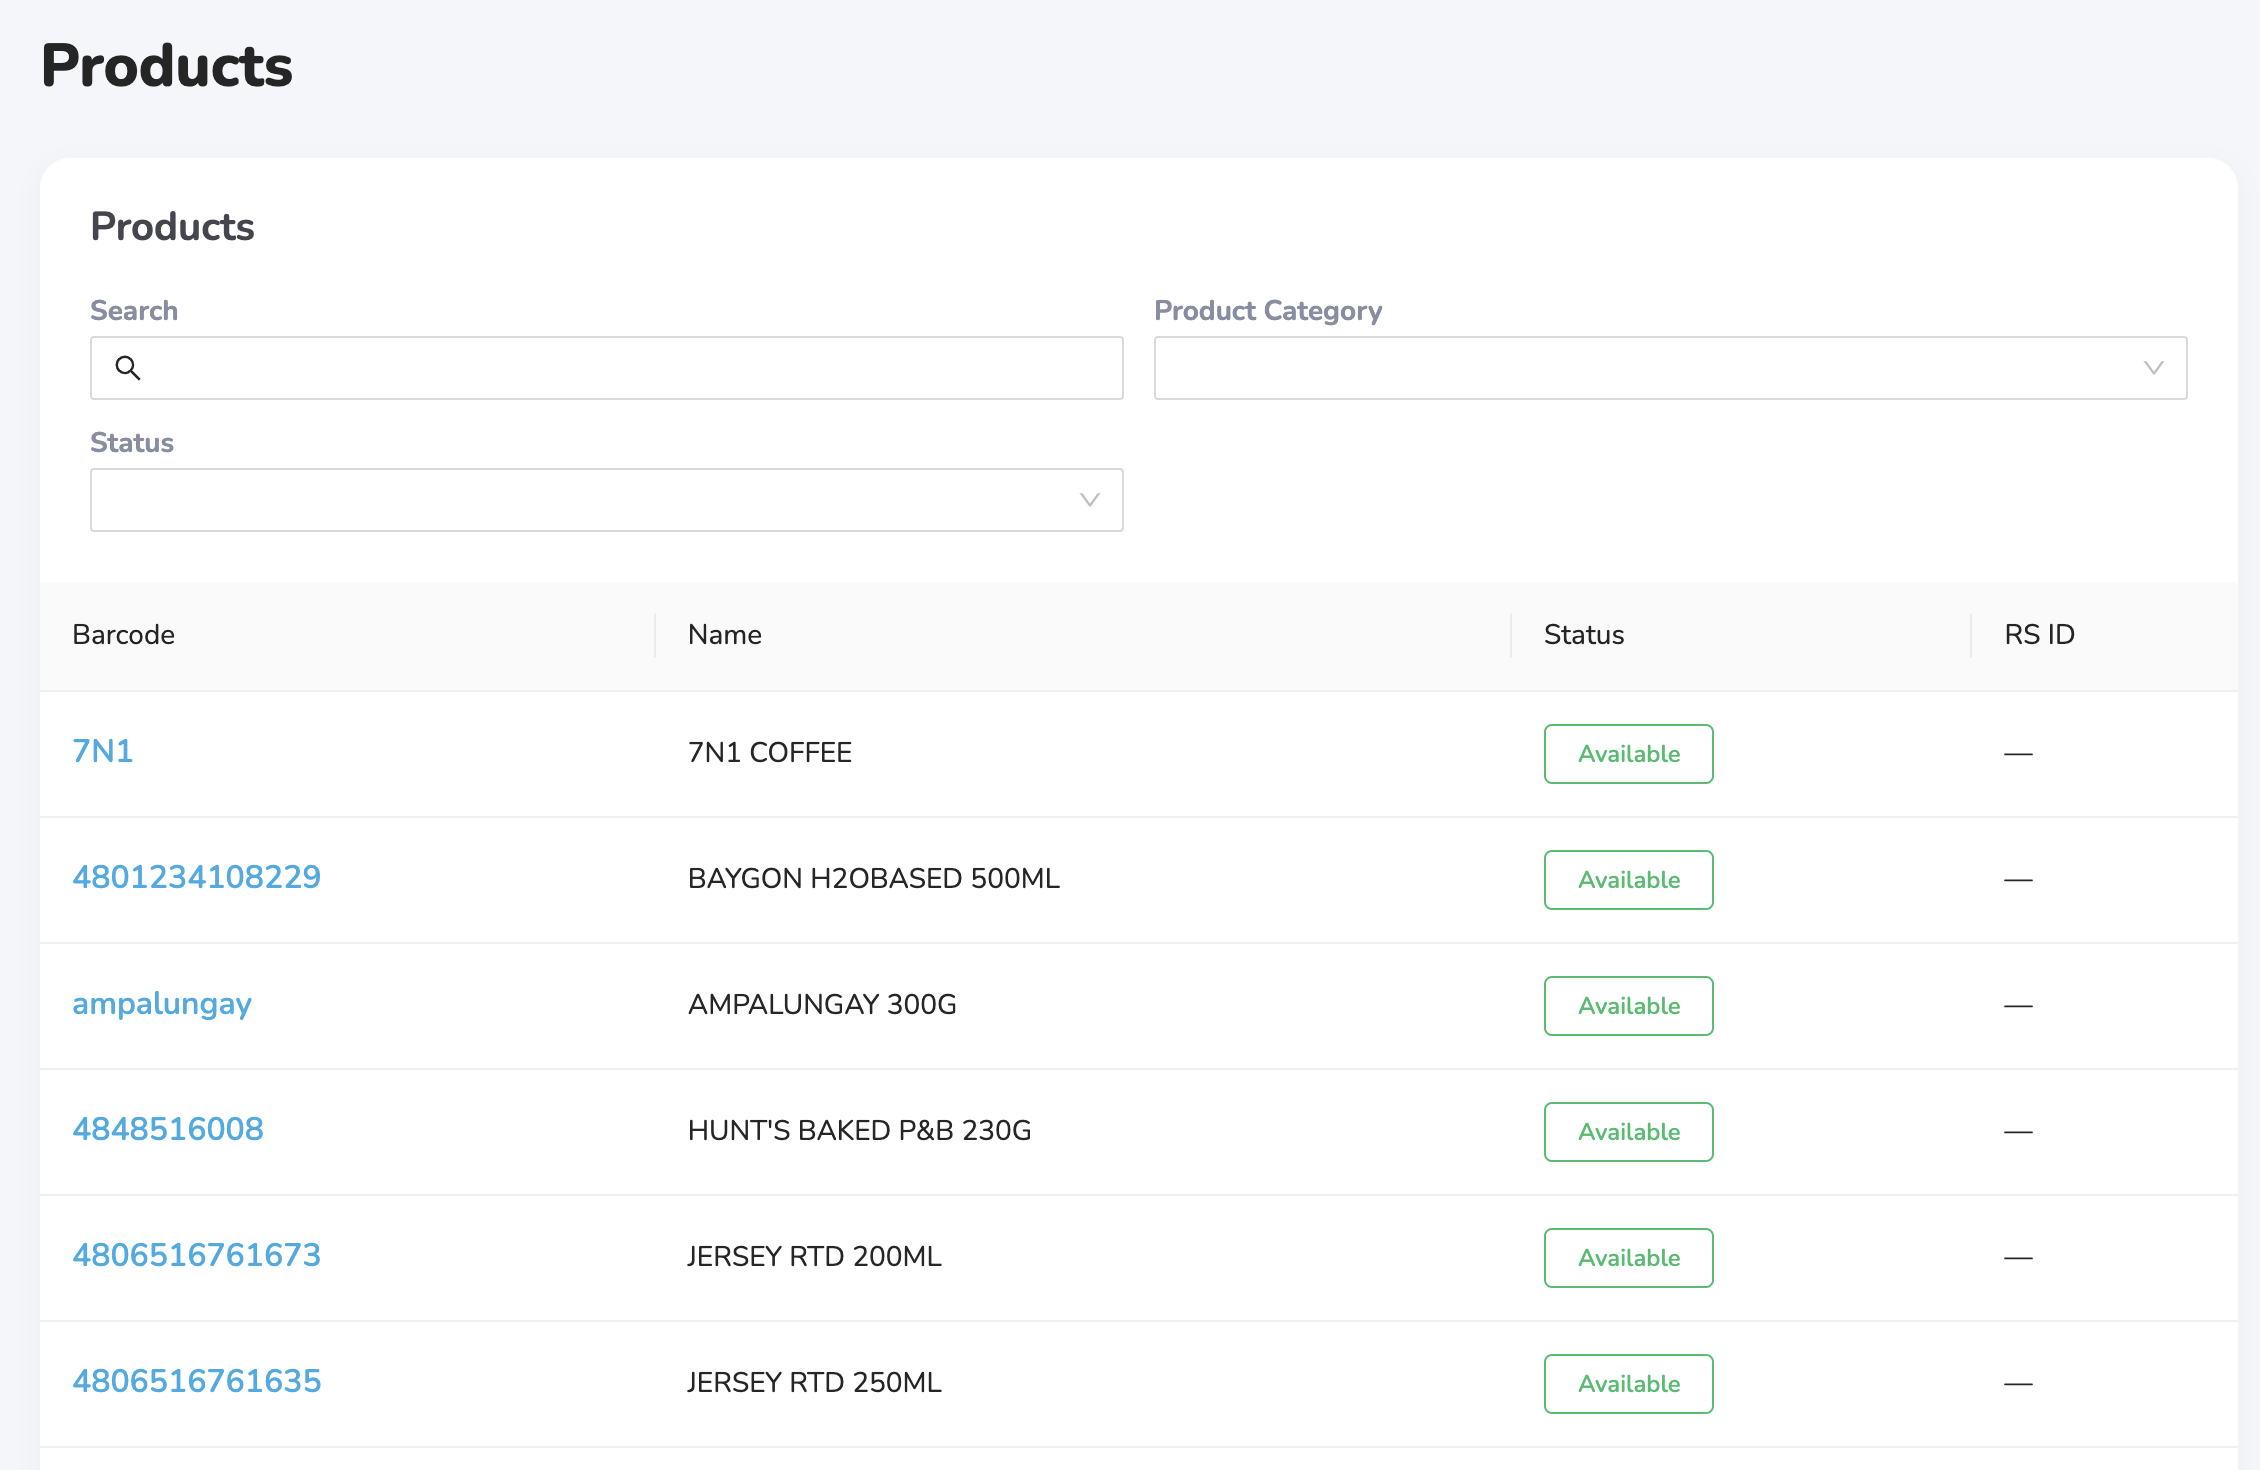 Products
Products
Search Product Category
Status
Barcode Name Status RS ID
7N1 7N1 COFFEE Available —
4801234108229 BAYGON H2OBASED 500ML Available —
ampalungay AMPALUNGAY 300G Available —
4848516008 HUNT'S BAKED P&B 230G Available —
4806516761673 JERSEY RTD 200ML Available —
4806516761635 JERSEY RTD 250ML Available —